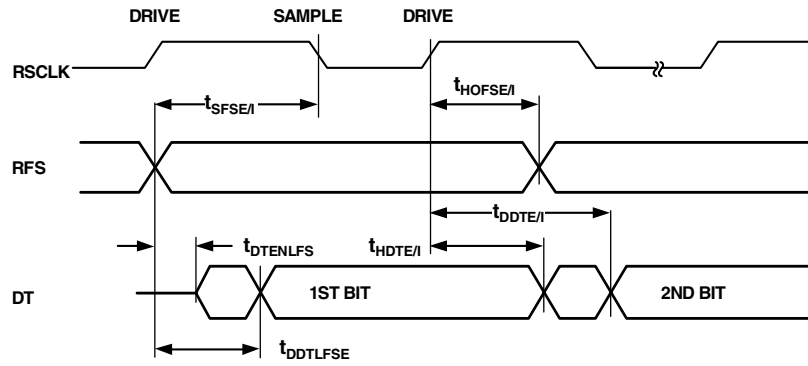 DRIVE SAMPLE DRIVE
RSCLK
tSFSE/I
tHOFSE/I
RFS
tDDTE/I
tDTENLFS
tHDTE/I
DT
1ST BIT
2ND BIT
tDDTLFSE